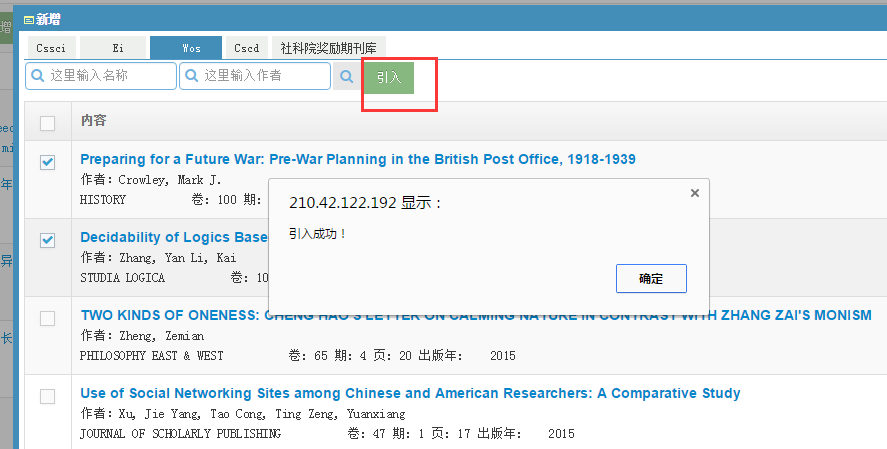 新增
增
Cssci Ei Wos Cscd 社科院奖励期刊库
这里输入名称 这里输入作者 引入
内容
Preparing for a Future War: Pre-War Planning in the British Post Office, 1918-1939
作者: Crowley, Mark J.
HISTORY 卷: 100 期:
210.42.122.192 显示：
引入成功！
确定
Decidability of Logics Base
作者: Zhang, Yan Li, Kai
STUDIA LOGICA 卷: 10
TWO KINDS OF ONENESS: CHENG HAO'S LETTER ON CALMING NATURE IN CONTRAST WITH ZHANG ZAI'S MONISM
作者: Zheng, Zemian
PHILOSOPHY EAST & WEST 卷: 65 期: 4 页: 20 出版年: 2015
Use of Social Networking Sites among Chinese and American Researchers: A Comparative Study
作者: Xu, Jie Yang, Tao Cong, Ting Zeng, Yuanxiang
JOURNAL OF SCHOLARLY PUBLISHING 卷: 47 期: 1 页: 17 出版年: 2015
eec
mi
年
异
长